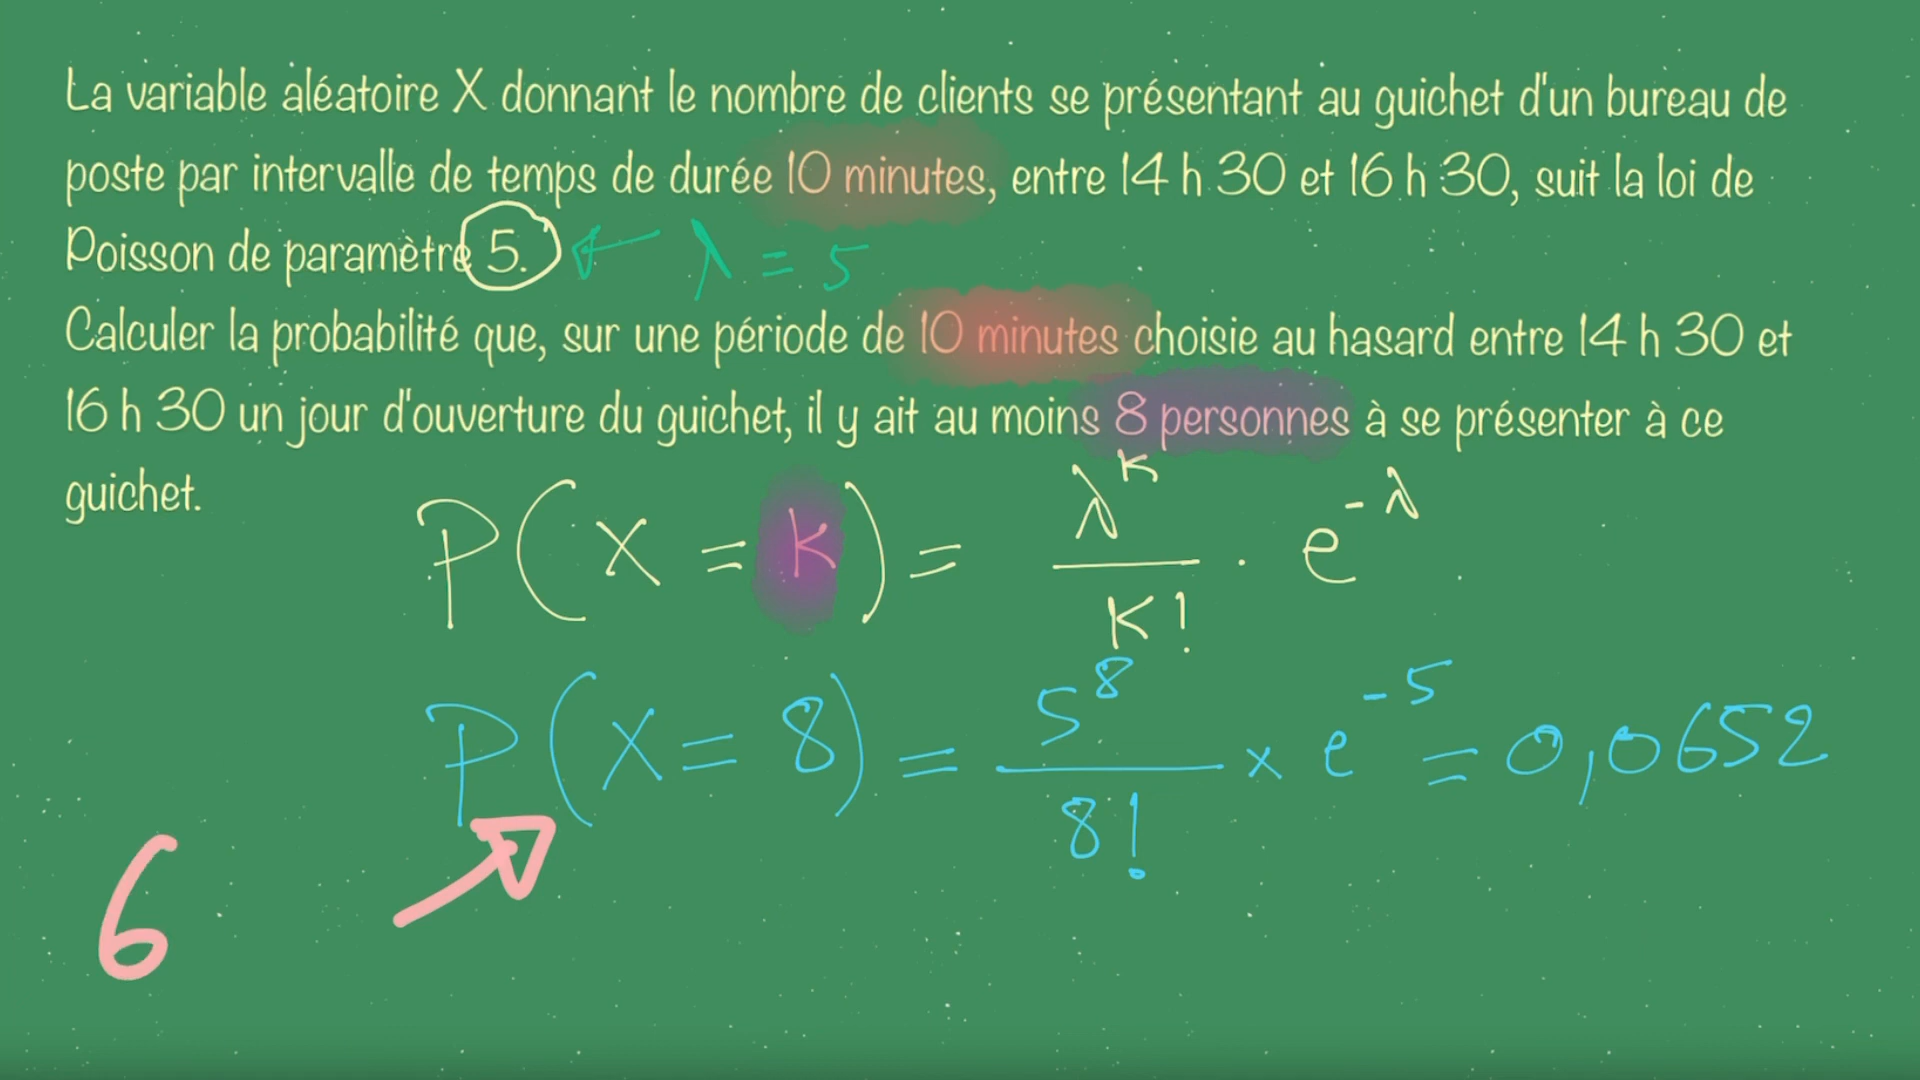 La variable aléatoire X donnant le nombre de clients se présentant au guichet d'un bureau de
poste par intervalle de temps de durée 10 minutes, entre 14 h 30 et 16 h 30, suit la loi de
Poisson de paramètre 5. λ = 5
Calculer la probabilité que, sur une période de 10 minutes choisie au hasard entre 14 h 30 et
16 h 30 un jour d'ouverture du guichet, il y ait au moins 8 personnes à se présenter à ce
guichet.
P(X = K) = λ^K / K! · e^-λ
P(X = 8) = 5^8 / 8! × e^-5 = 0,0652
6